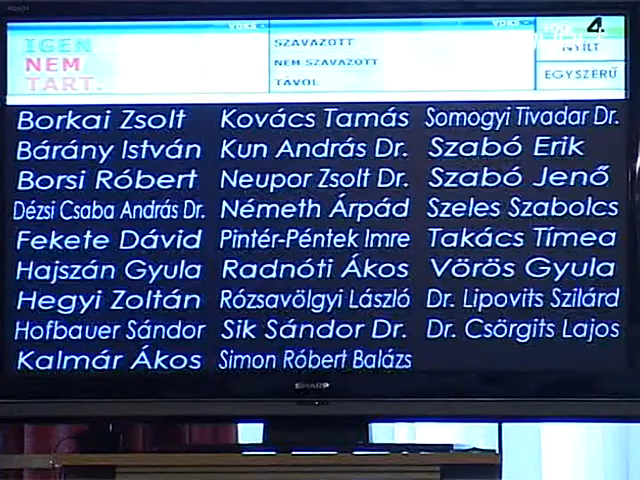 IGEN
NEM
TART.
SZAVAZOTT
NEM SZAVAZOTT
TÁVOL
4.
NYÍLT
EGYSZERŰ
Borkai Zsolt
Bárány István
Borsi Róbert
Dézsi Csaba András Dr.
Fekete Dávid
Hajszán Gyula
Hegyi Zoltán
Hofbauer Sándor
Kalmár Ákos
Kovács Tamás
Kun András Dr.
Neupor Zsolt Dr.
Németh Árpád
Pintér-Péntek Imre
Radnóti Ákos
Rózsavölgyi László
Sik Sándor Dr.
Simon Róbert Balázs
Somogyi Tivadar Dr.
Szabó Erik
Szabó Jenő
Szeles Szabolcs
Takács Tímea
Vörös Gyula
Dr. Lipovits Szilárd
Dr. Csörgits Lajos
SHARP